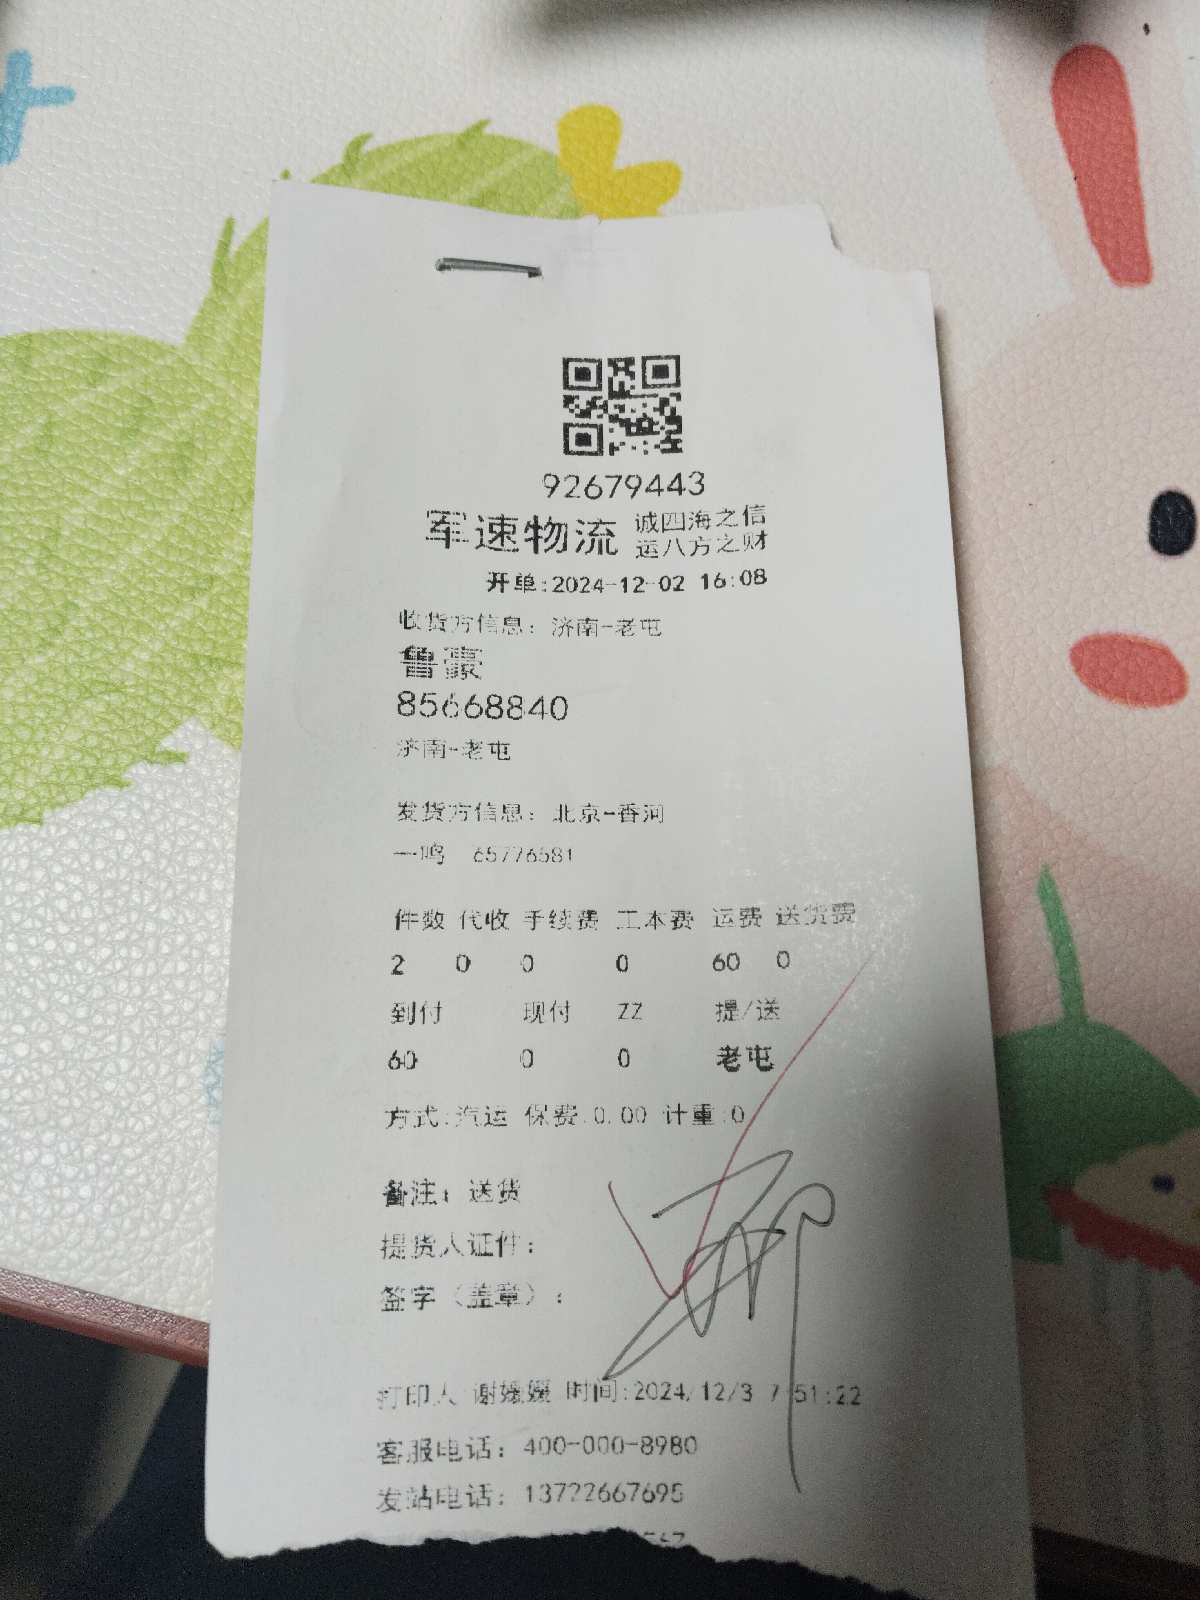 92679443
军速物流 诚四海之信
运八方之财
开单:2024-12-02 16:08
收货方信息：济南-老屯
鲁豪
85668840
济南-老屯
发货方信息：北京-香河
一鸣 65776581
件数 代收 手续费 工本费 运费 送货费
2 0 0 0 60 0
到付 现付 ZZ 提/送
60 0 0 老屯
方式:汽运 保费:0.00 计重:0
备注：送货
提货人证件：
签字（盖章）：
打印人 谢媛媛 时间:2024/12/3 7:51:22
客服电话：400-000-8980
发站电话：13722667695